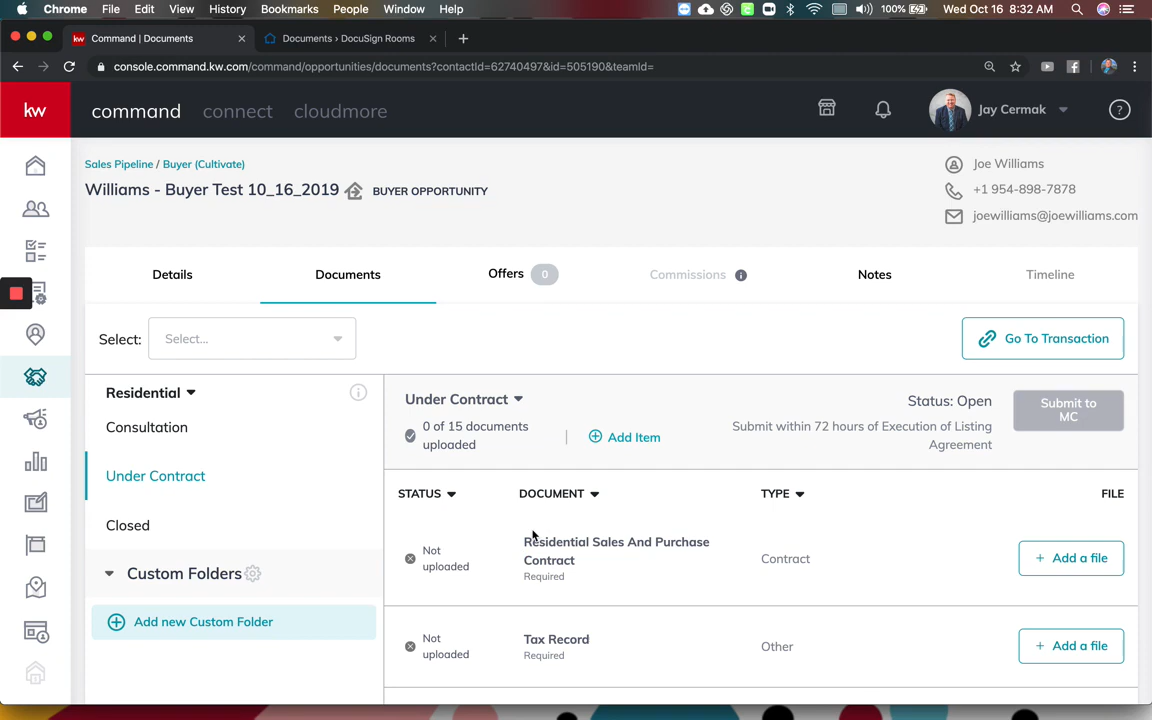 Chrome File Edit View History Bookmarks People Window Help 100% Wed Oct 16 8:32 AM
kw Command | Documents Documents › DocuSign Rooms
console.command.kw.com/command/opportunities/documents?contactId=62740497&id=505190&teamId=
kw command connect cloudmore Jay Cermak ?
Sales Pipeline / Buyer (Cultivate)
Joe Williams
Williams - Buyer Test 10_16_2019 BUYER OPPORTUNITY
+1 954-898-7878
joewilliams@joewilliams.com
Details Documents Offers 0 Commissions i Notes Timeline
Select: Select... Go To Transaction
Residential i
Consultation
Under Contract
Closed
Custom Folders
Add new Custom Folder
Under Contract
0 of 15 documents
uploaded
Add Item
Status: Open
Submit within 72 hours of Execution of Listing
Agreement
Submit to
MC
STATUS DOCUMENT TYPE FILE
Not
uploaded
Residential Sales And Purchase
Contract
Required
Contract
+ Add a file
Not
uploaded
Tax Record
Required
Other
+ Add a file